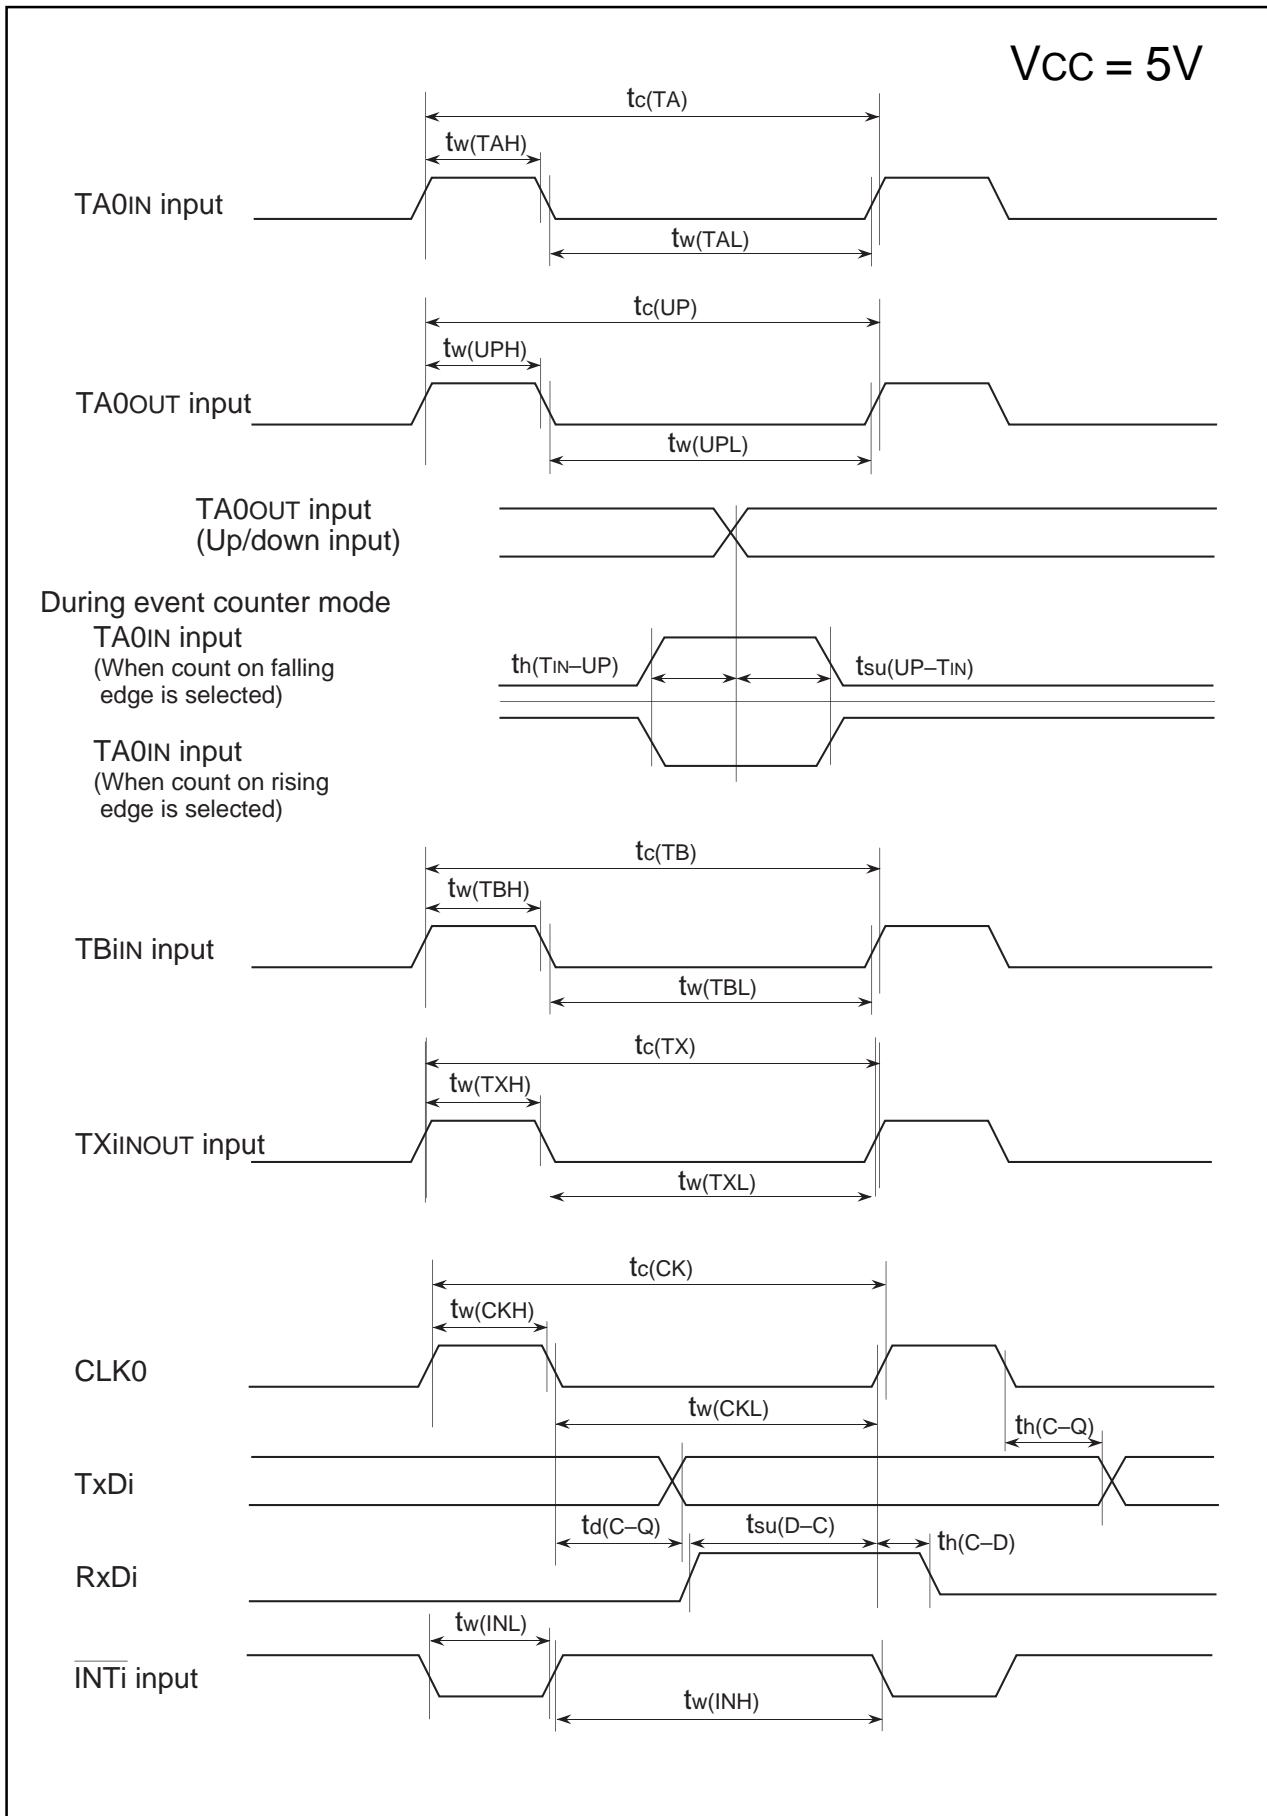 VCC = 5V
tc(TA)
tw(TAH)
TA0IN input
tw(TAL)
tc(UP)
tw(UPH)
TA0OUT input
tw(UPL)
TA0OUT input
(Up/down input)
During event counter mode
TA0IN input
(When count on falling
edge is selected)
th(TIN–UP)
tsu(UP–TIN)
TA0IN input
(When count on rising
edge is selected)
tc(TB)
tw(TBH)
TBiIN input
tw(TBL)
tc(TX)
tw(TXH)
TXiINOUT input
tw(TXL)
tc(CK)
tw(CKH)
CLK0
tw(CKL)
th(C–Q)
TxDi
td(C–Q)
tsu(D–C)
th(C–D)
RxDi
tw(INL)
INTi input
tw(INH)